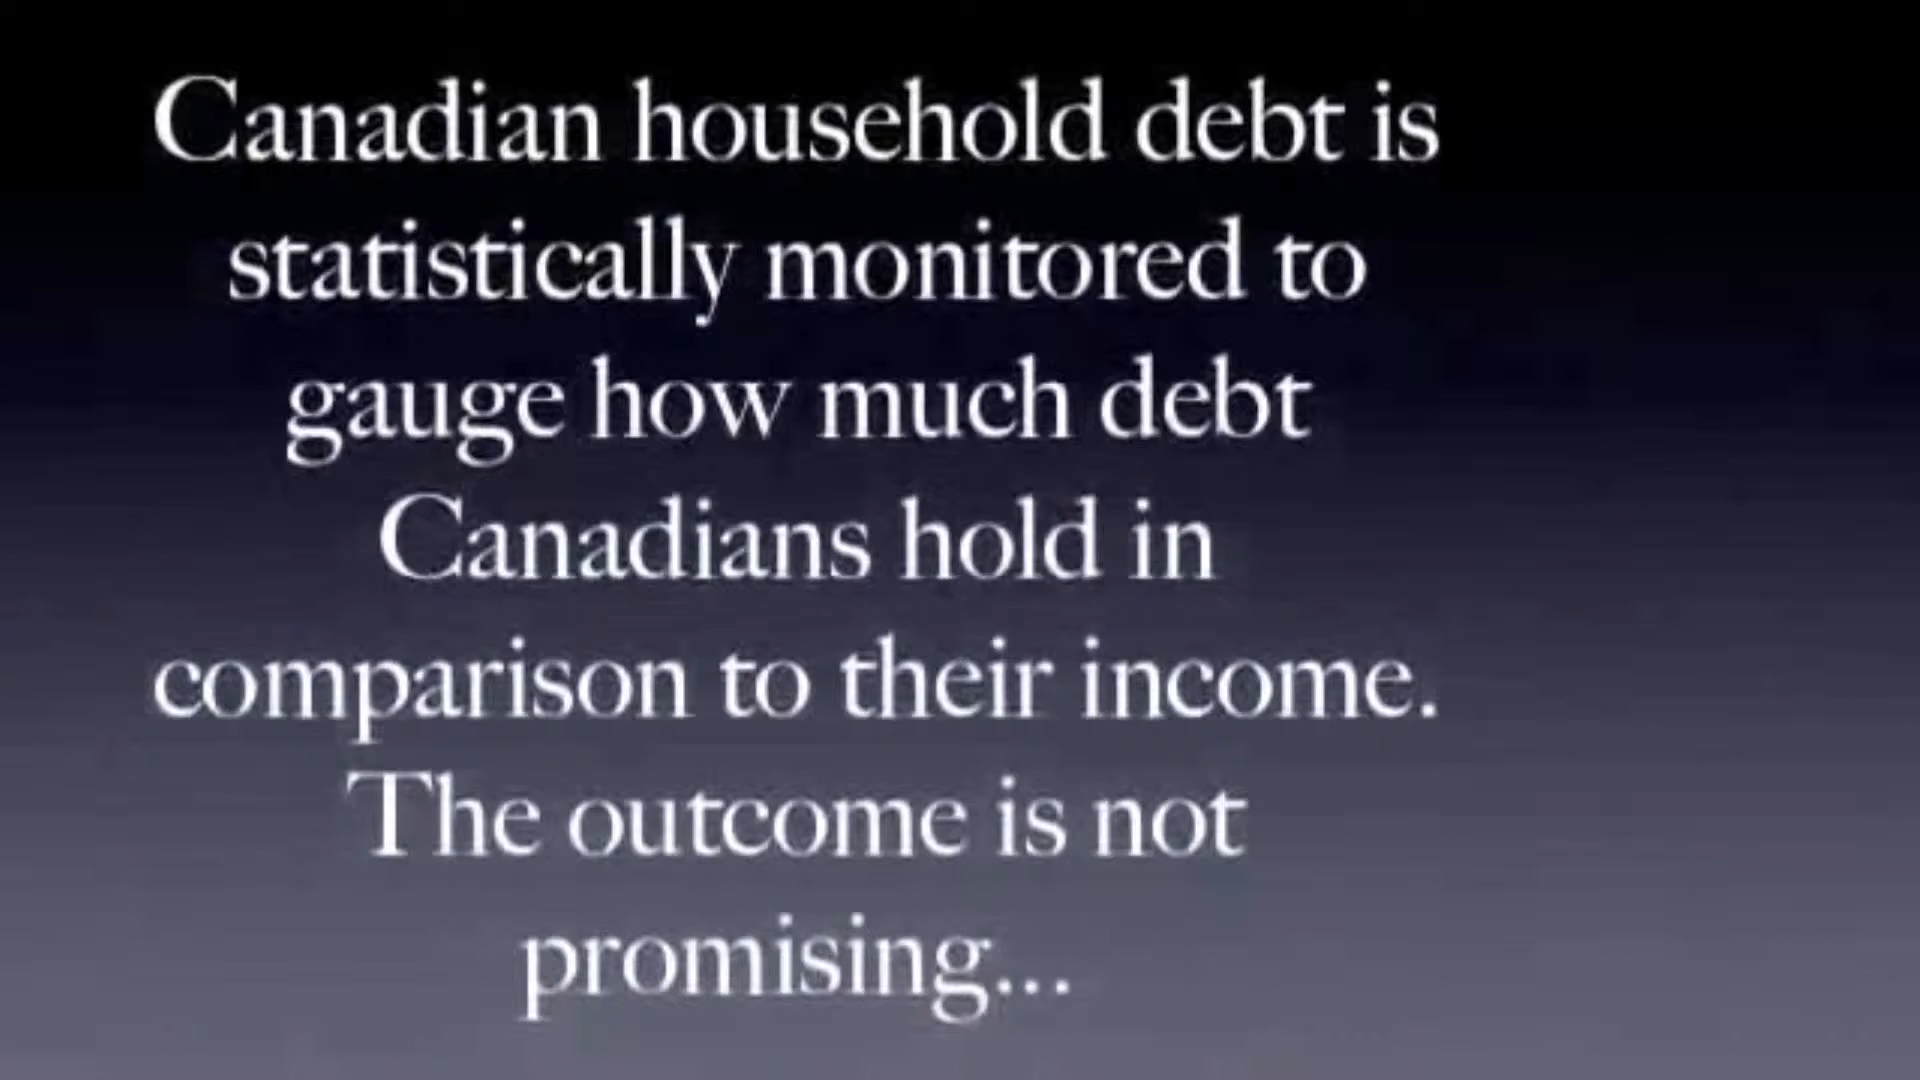 Canadian household debt is
statistically monitored to
gauge how much debt
Canadians hold in
comparison to their income.
The outcome is not
promising...